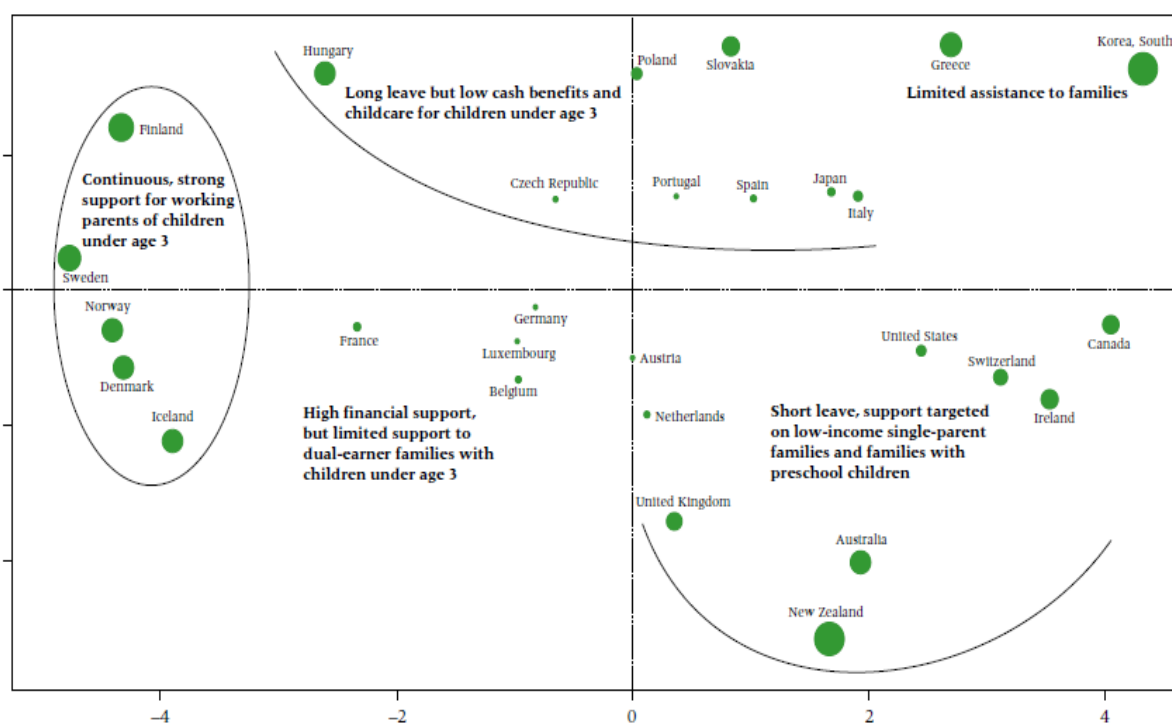 Hungary
Poland
Slovakia
Greece
Korea, South
Long leave but low cash benefits and
childcare for children under age 3
Limited assistance to families
Finland
Continuous, strong
support for working
parents of children
under age 3
Czech Republic
Portugal
Spain
Japan
Italy
Sweden
Norway
Denmark
Iceland
France
Germany
Luxembourg
Belgium
Austria
Netherlands
United States
Switzerland
Canada
Ireland
High financial support,
but limited support to
dual-earner families with
children under age 3
Short leave, support targeted
on low-income single-parent
families and families with
preschool children
United Kingdom
Australia
New Zealand
–4
–2
0
2
4